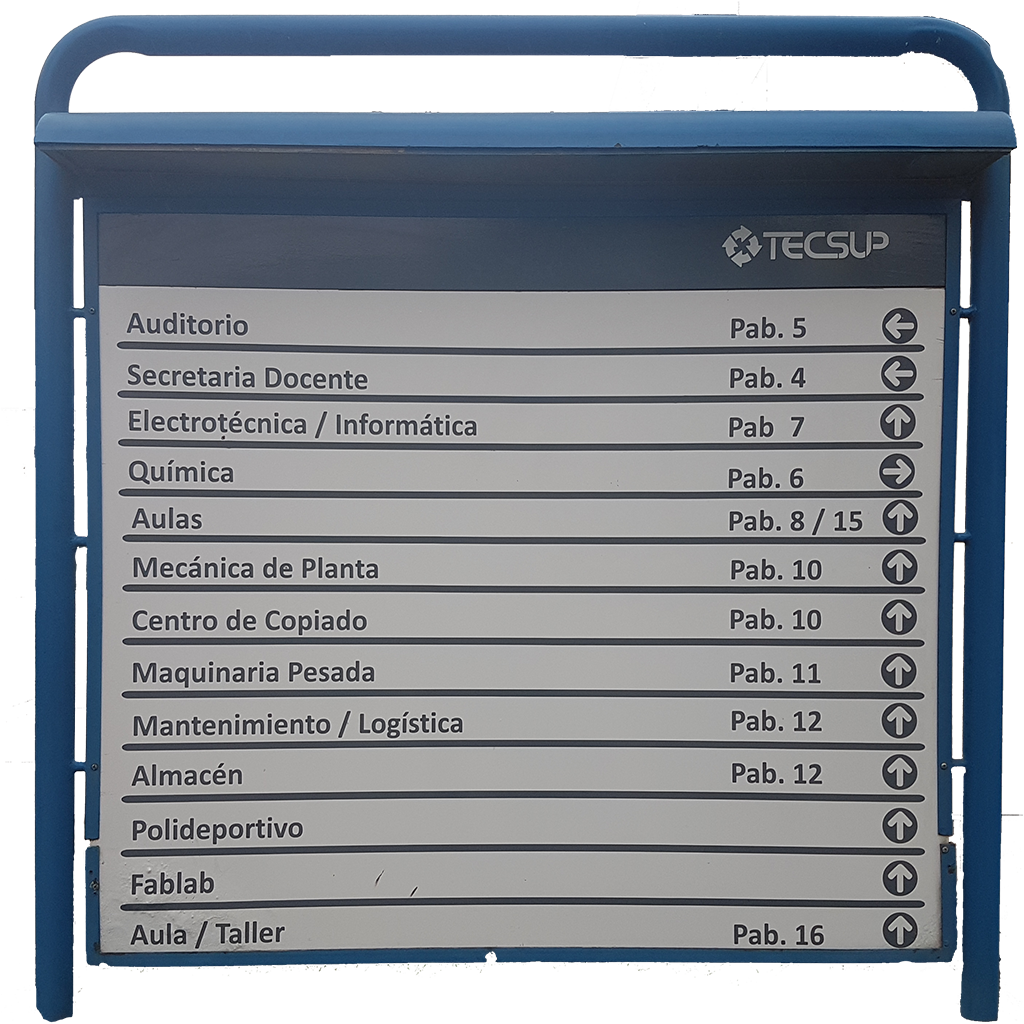 TECSUP
Auditorio Pab. 5
Secretaria Docente Pab. 4
Electrotécnica / Informática Pab 7
Química Pab. 6
Aulas Pab. 8 / 15
Mecánica de Planta Pab. 10
Centro de Copiado Pab. 10
Maquinaria Pesada Pab. 11
Mantenimiento / Logística Pab. 12
Almacén Pab. 12
Polideportivo
Fablab
Aula / Taller Pab. 16